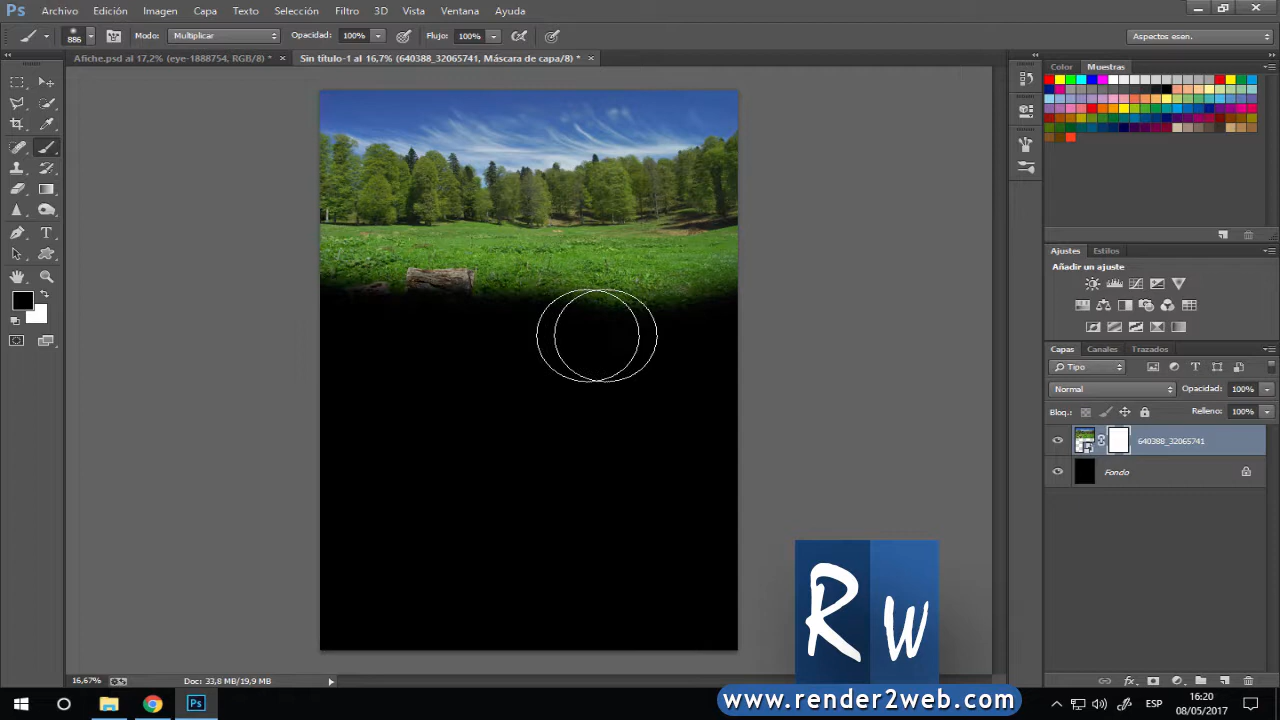 Ps Archivo Edición Imagen Capa Texto Selección Filtro 3D Vista Ventana Ayuda
886 Modo: Multiplicar Opacidad: 100% Flujo: 100% Aspectos esen.
Afiche.psd al 17,2% (eye-1888754, RGB/8) * Sin título-1 al 16,7% (640388_32065741, Máscara de capa/8) *
Color Muestras
Ajustes Estilos
Añadir un ajuste
Capas Canales Trazados
Tipo
Normal Opacidad: 100%
Bloq.: Relleno: 100%
640388_32065741
Fondo
R W
16,67% Doc: 33,8 MB/19,9 MB
www.render2web.com
Ps ESP 16:20
08/05/2017